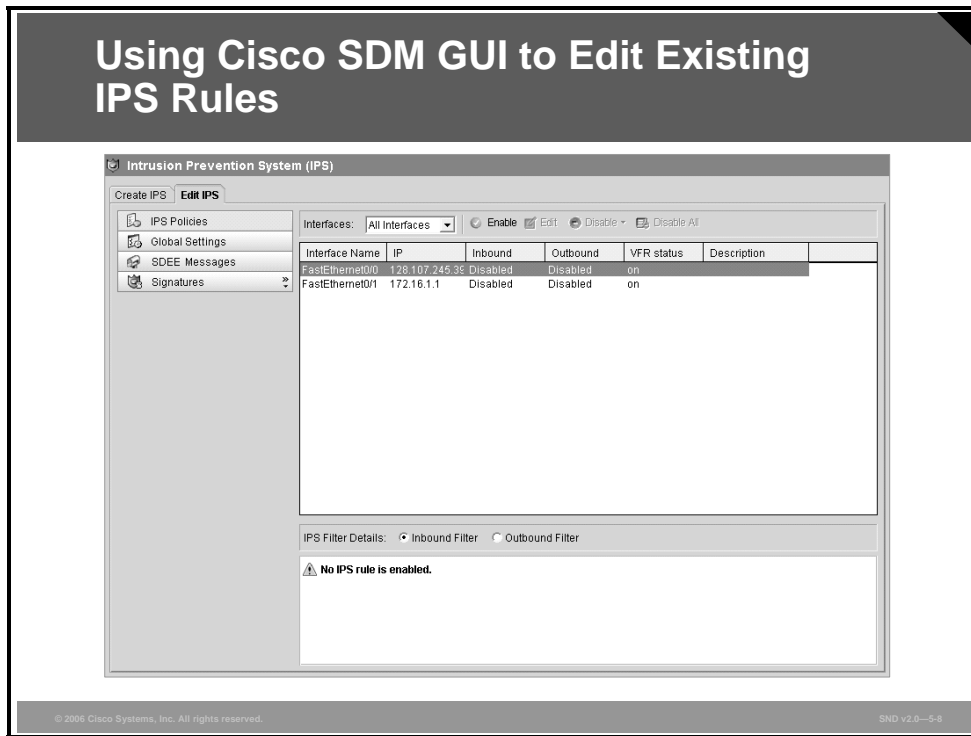 Using Cisco SDM GUI to Edit Existing
IPS Rules
Intrusion Prevention System (IPS)
Create IPS Edit IPS
IPS Policies
Global Settings
SDEE Messages
Signatures
Interfaces: All Interfaces Enable Edit Disable Disable All
Interface Name IP Inbound Outbound VFR status Description
FastEthernet0/0 128.107.245.39 Disabled Disabled on
FastEthernet0/1 172.16.1.1 Disabled Disabled on
IPS Filter Details: Inbound Filter Outbound Filter
No IPS rule is enabled.
© 2006 Cisco Systems, Inc. All rights reserved. SND v2.0—5-8